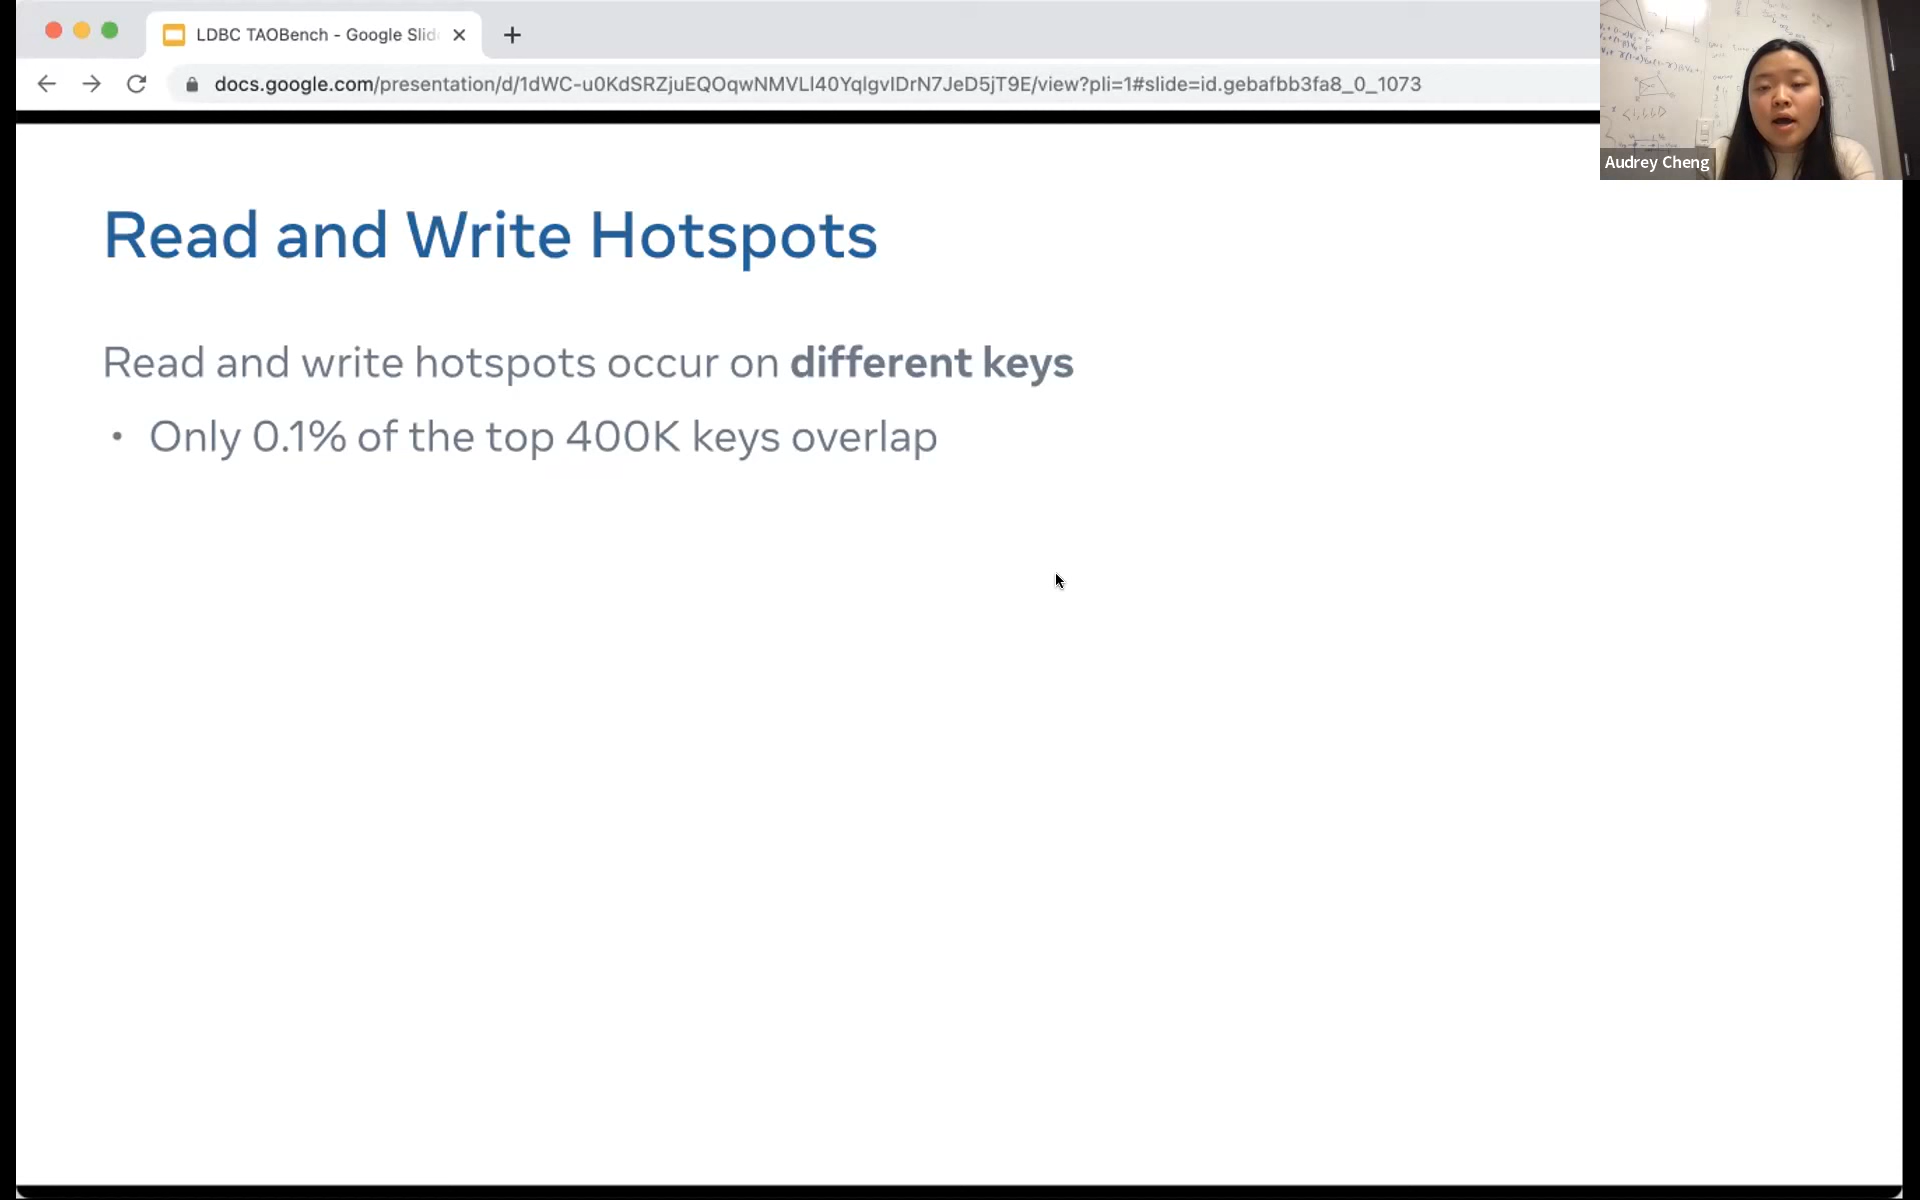 LDBC TAOBench - Google Slid
docs.google.com/presentation/d/1dWC-u0KdSRZjuEQOqwNMVLl40YqlgvIDrN7JeD5jT9E/view?pli=1#slide=id.gebafbb3fa8_0_1073
Audrey Cheng
Read and Write Hotspots
Read and write hotspots occur on different keys
• Only 0.1% of the top 400K keys overlap